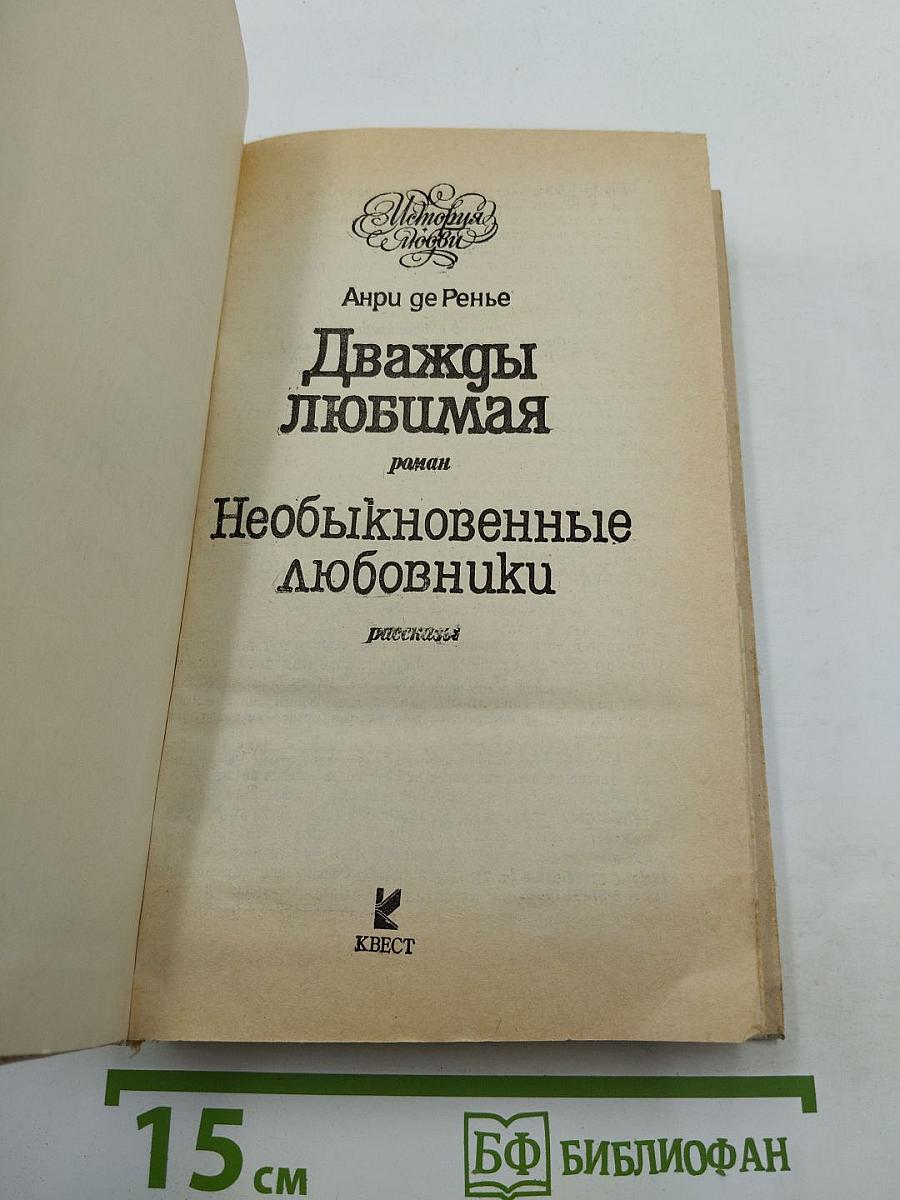 История
любви
Анри де Ренье
Дважды
любимая
роман
Необыкновенные
любовники
рассказы
КВЕСТ
15 см
БФ БИБЛИОФАН